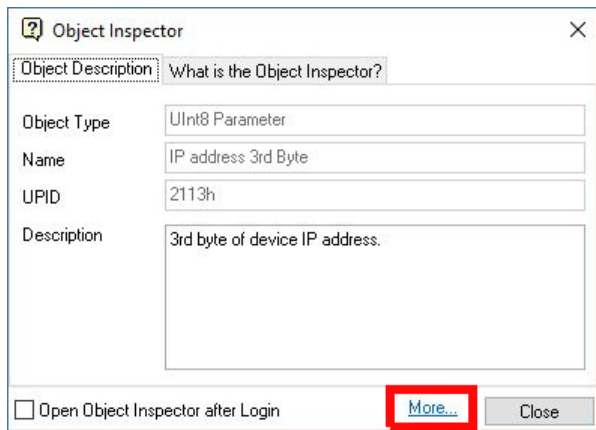 Object Inspector
Object Description What is the Object Inspector?
Object Type UInt8 Parameter
Name IP address 3rd Byte
UPID 2113h
Description 3rd byte of device IP address.
Open Object Inspector after Login More... Close